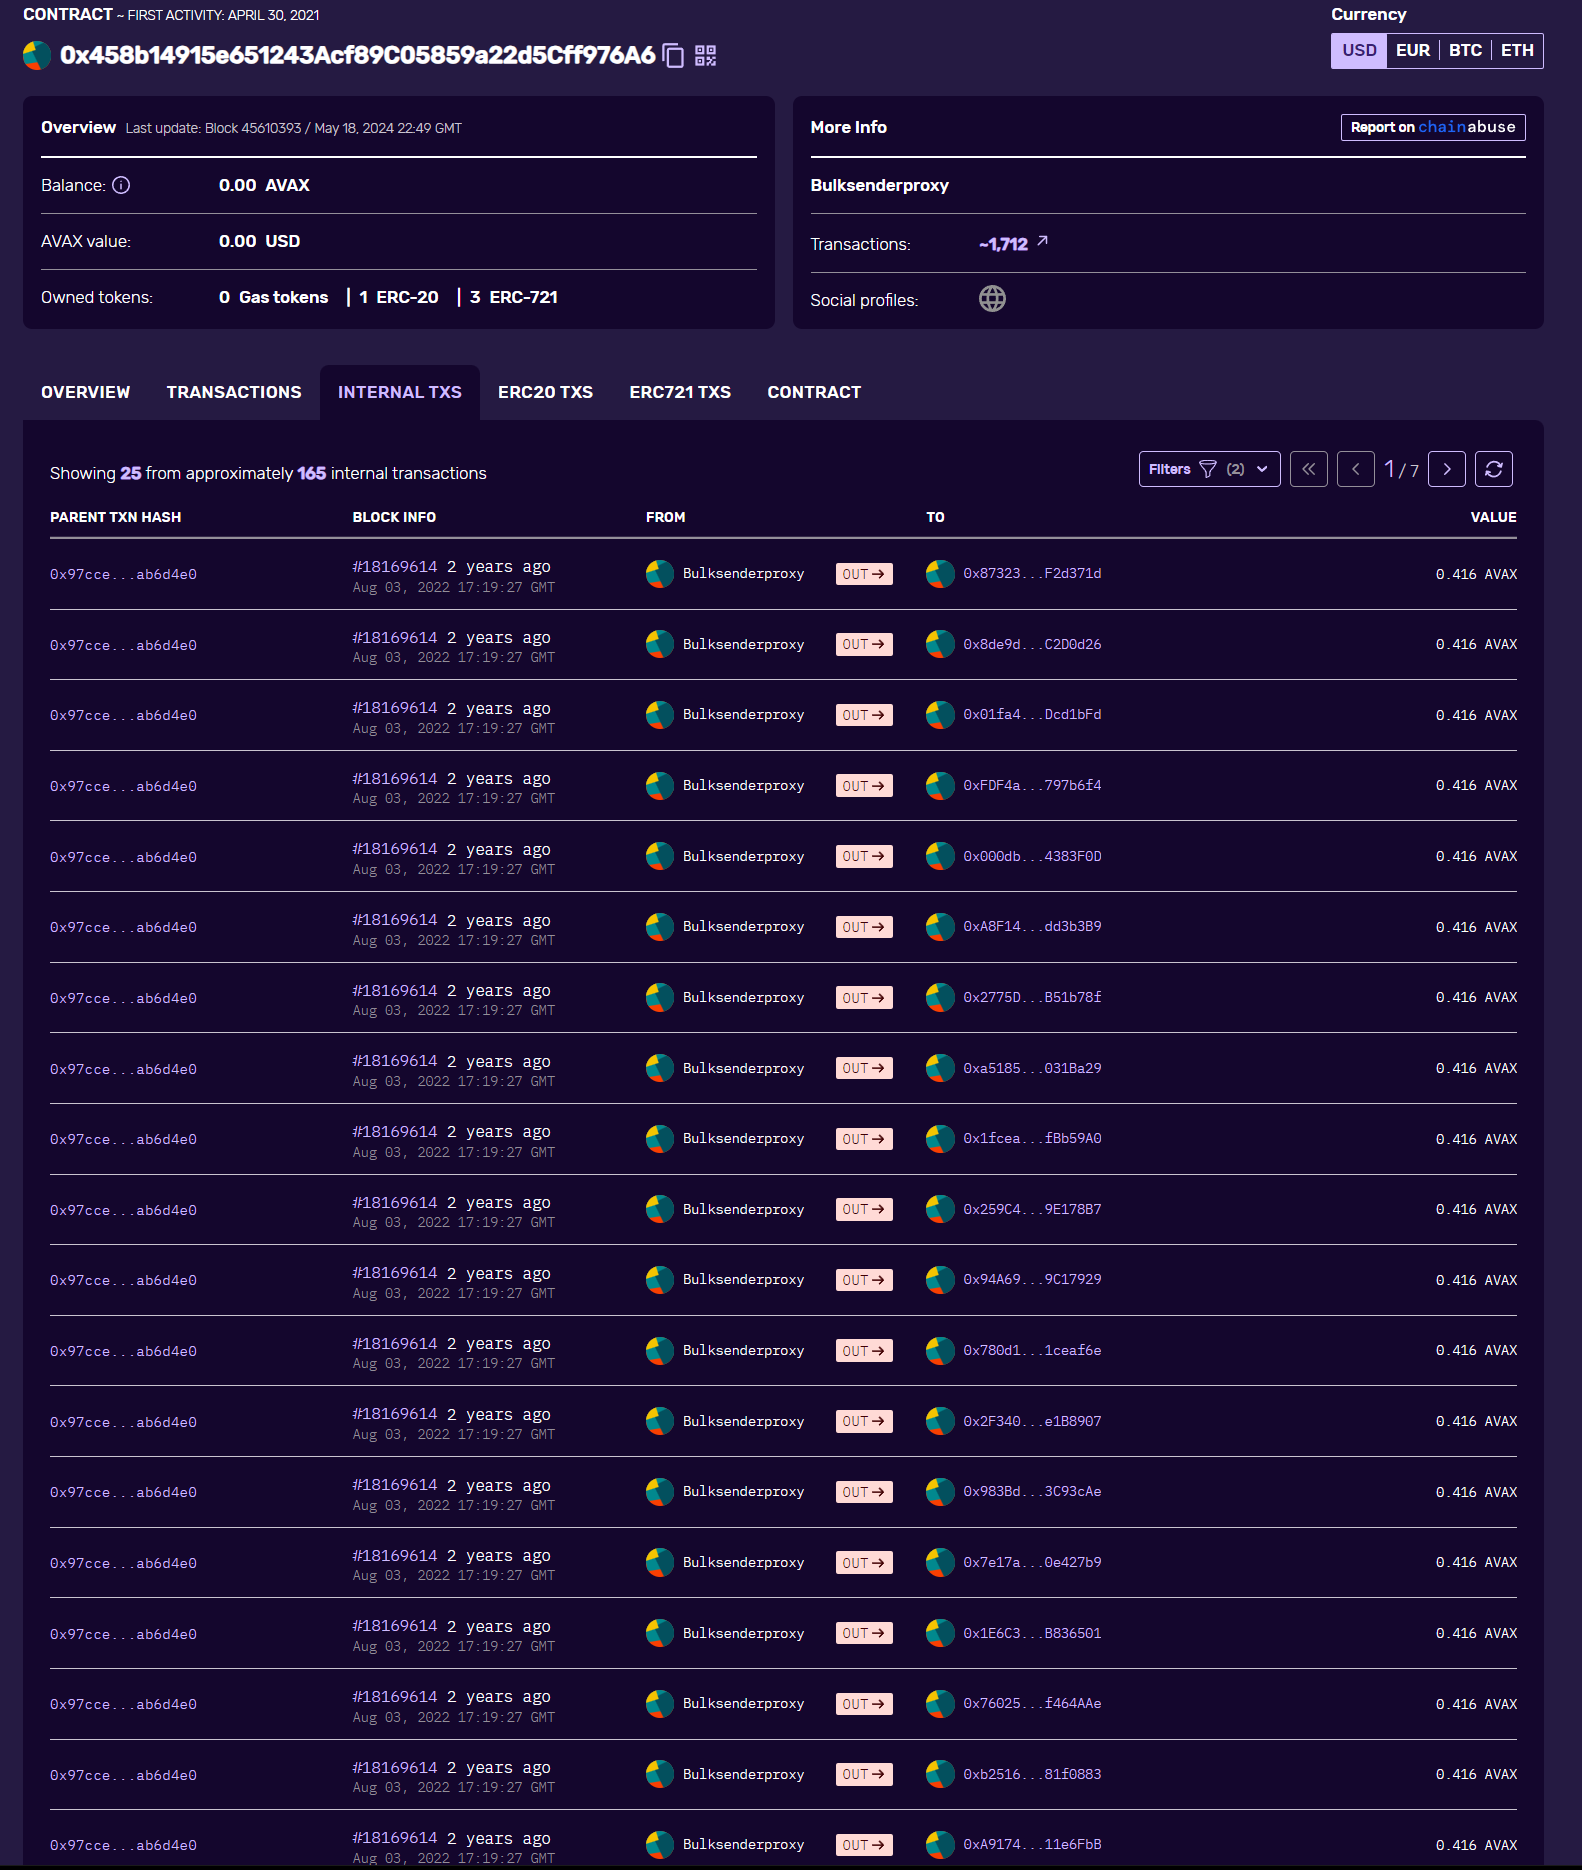 CONTRACT ~ FIRST ACTIVITY: APRIL 30, 2021
Currency
0x458b14915e651243Acf89C05859a22d5Cff976A6
USD EUR BTC ETH
Overview Last update: Block 45610393 / May 18, 2024 22:49 GMT
Balance: 0.00 AVAX
AVAX value: 0.00 USD
Owned tokens: 0 Gas tokens | 1 ERC-20 | 3 ERC-721
More Info Report on chainabuse
Bulksenderproxy
Transactions: ~1,712
Social profiles:
OVERVIEW TRANSACTIONS INTERNAL TXS ERC20 TXS ERC721 TXS CONTRACT
Showing 25 from approximately 165 internal transactions
Filters (2) 1 / 7
PARENT TXN HASH BLOCK INFO FROM TO VALUE
0x97cce...ab6d4e0 #18169614 2 years ago Bulksenderproxy OUT 0x87323...F2d371d 0.416 AVAX
Aug 03, 2022 17:19:27 GMT
0x97cce...ab6d4e0 #18169614 2 years ago Bulksenderproxy OUT 0x8de9d...C2D0d26 0.416 AVAX
Aug 03, 2022 17:19:27 GMT
0x97cce...ab6d4e0 #18169614 2 years ago Bulksenderproxy OUT 0x01fa4...Dcd1bFd 0.416 AVAX
Aug 03, 2022 17:19:27 GMT
0x97cce...ab6d4e0 #18169614 2 years ago Bulksenderproxy OUT 0xFDF4a...797b6f4 0.416 AVAX
Aug 03, 2022 17:19:27 GMT
0x97cce...ab6d4e0 #18169614 2 years ago Bulksenderproxy OUT 0x000db...4383F0D 0.416 AVAX
Aug 03, 2022 17:19:27 GMT
0x97cce...ab6d4e0 #18169614 2 years ago Bulksenderproxy OUT 0xA8F14...dd3b3B9 0.416 AVAX
Aug 03, 2022 17:19:27 GMT
0x97cce...ab6d4e0 #18169614 2 years ago Bulksenderproxy OUT 0x2775D...B51b78f 0.416 AVAX
Aug 03, 2022 17:19:27 GMT
0x97cce...ab6d4e0 #18169614 2 years ago Bulksenderproxy OUT 0xa5185...031Ba29 0.416 AVAX
Aug 03, 2022 17:19:27 GMT
0x97cce...ab6d4e0 #18169614 2 years ago Bulksenderproxy OUT 0x1fcea...fBb59A0 0.416 AVAX
Aug 03, 2022 17:19:27 GMT
0x97cce...ab6d4e0 #18169614 2 years ago Bulksenderproxy OUT 0x259C4...9E178B7 0.416 AVAX
Aug 03, 2022 17:19:27 GMT
0x97cce...ab6d4e0 #18169614 2 years ago Bulksenderproxy OUT 0x94A69...9C17929 0.416 AVAX
Aug 03, 2022 17:19:27 GMT
0x97cce...ab6d4e0 #18169614 2 years ago Bulksenderproxy OUT 0x780d1...1ceaf6e 0.416 AVAX
Aug 03, 2022 17:19:27 GMT
0x97cce...ab6d4e0 #18169614 2 years ago Bulksenderproxy OUT 0x2F340...e1B8907 0.416 AVAX
Aug 03, 2022 17:19:27 GMT
0x97cce...ab6d4e0 #18169614 2 years ago Bulksenderproxy OUT 0x983Bd...3C93cAe 0.416 AVAX
Aug 03, 2022 17:19:27 GMT
0x97cce...ab6d4e0 #18169614 2 years ago Bulksenderproxy OUT 0x7e17a...0e427b9 0.416 AVAX
Aug 03, 2022 17:19:27 GMT
0x97cce...ab6d4e0 #18169614 2 years ago Bulksenderproxy OUT 0x1E6C3...B836501 0.416 AVAX
Aug 03, 2022 17:19:27 GMT
0x97cce...ab6d4e0 #18169614 2 years ago Bulksenderproxy OUT 0x76025...f464AAe 0.416 AVAX
Aug 03, 2022 17:19:27 GMT
0x97cce...ab6d4e0 #18169614 2 years ago Bulksenderproxy OUT 0xb2516...81f0883 0.416 AVAX
Aug 03, 2022 17:19:27 GMT
0x97cce...ab6d4e0 #18169614 2 years ago Bulksenderproxy OUT 0xA9174...11e6FbB 0.416 AVAX
Aug 03, 2022 17:19:27 GMT